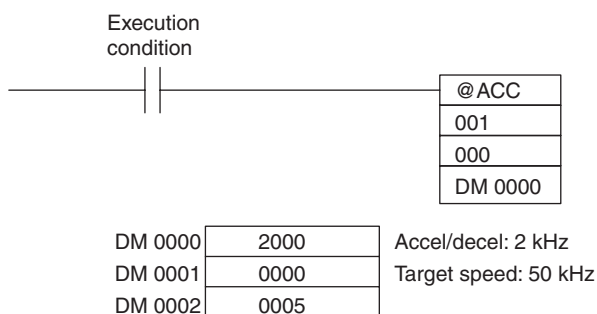 Execution
condition
@ACC
001
000
DM 0000
DM 0000 2000 Accel/decel: 2 kHz
DM 0001 0000 Target speed: 50 kHz
DM 0002 0005